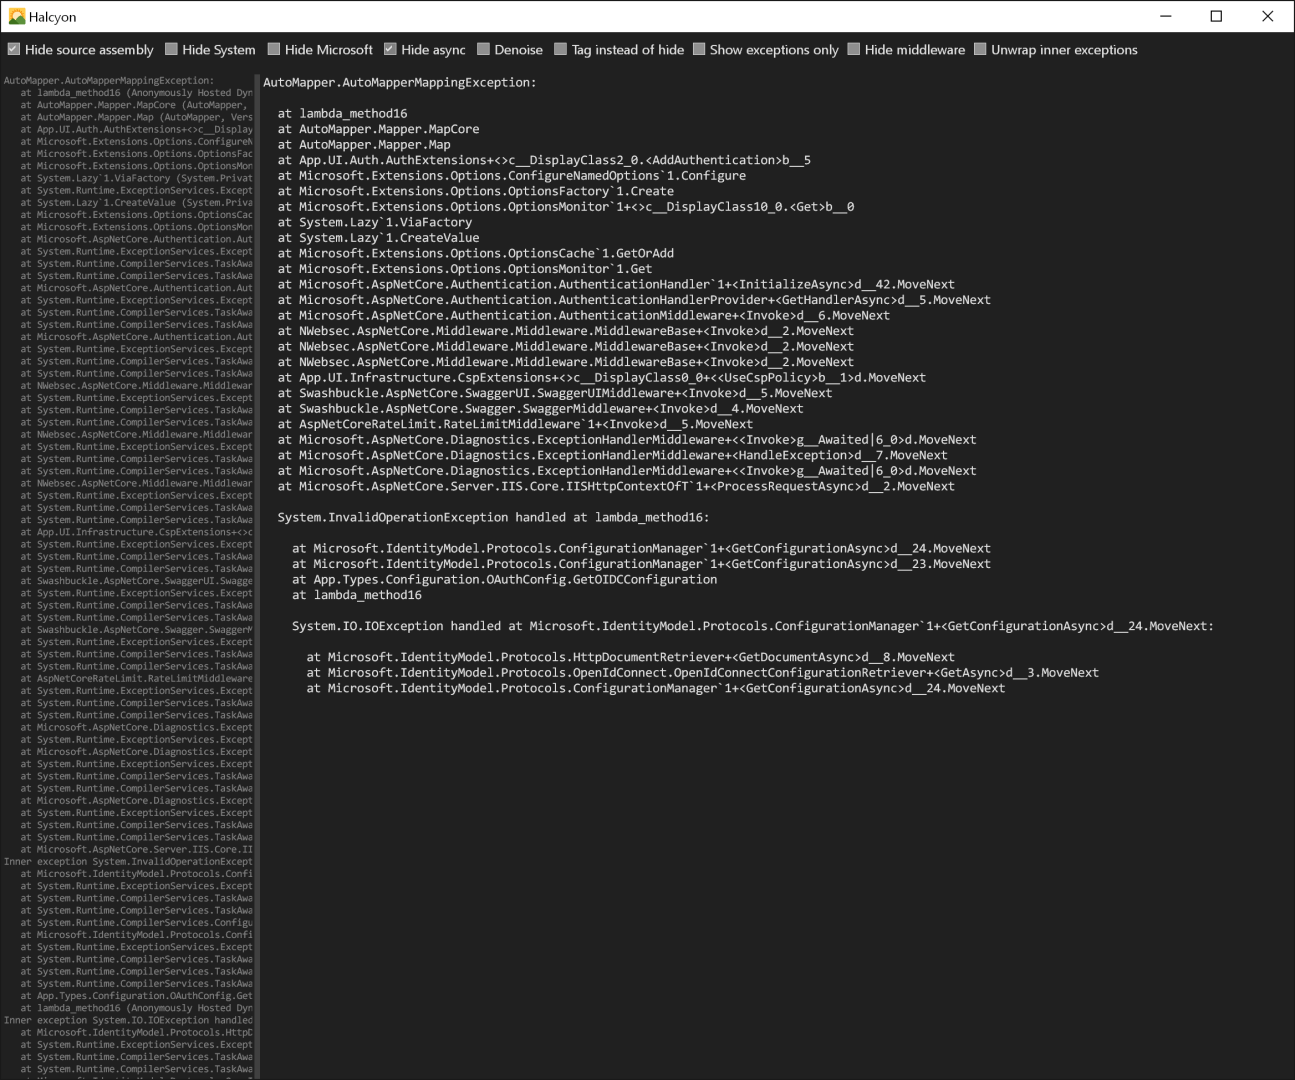 Halcyon
Hide source assembly Hide System Hide Microsoft Hide async Denoise Tag instead of hide Show exceptions only Hide middleware Unwrap inner exceptions
AutoMapper.AutoMapperMappingException:
at lambda_method16 (Anonymously Hosted Dyn
at AutoMapper.Mapper.MapCore (AutoMapper,
at AutoMapper.Mapper.Map (AutoMapper, Vers
at App.UI.Auth.AuthExtensions+<>c__Display
at Microsoft.Extensions.Options.ConfigureN
at Microsoft.Extensions.Options.OptionsFac
at Microsoft.Extensions.Options.OptionsMon
at System.Lazy`1.ViaFactory (System.Privat
at System.Runtime.ExceptionServices.Except
at System.Lazy`1.CreateValue (System.Priva
at Microsoft.Extensions.Options.OptionsCac
at Microsoft.Extensions.Options.OptionsMon
at Microsoft.AspNetCore.Authentication.Aut
at System.Runtime.ExceptionServices.Except
at System.Runtime.CompilerServices.TaskAwa
at System.Runtime.CompilerServices.TaskAwa
at Microsoft.AspNetCore.Authentication.Aut
at System.Runtime.ExceptionServices.Except
at System.Runtime.CompilerServices.TaskAwa
at System.Runtime.CompilerServices.TaskAwa
at Microsoft.AspNetCore.Authentication.Aut
at System.Runtime.ExceptionServices.Except
at System.Runtime.CompilerServices.TaskAwa
at System.Runtime.CompilerServices.TaskAwa
at NWebsec.AspNetCore.Middleware.Middlewar
at System.Runtime.ExceptionServices.Except
at System.Runtime.CompilerServices.TaskAwa
at System.Runtime.CompilerServices.TaskAwa
at NWebsec.AspNetCore.Middleware.Middlewar
at System.Runtime.ExceptionServices.Except
at System.Runtime.CompilerServices.TaskAwa
at System.Runtime.CompilerServices.TaskAwa
at NWebsec.AspNetCore.Middleware.Middlewar
at System.Runtime.ExceptionServices.Except
at System.Runtime.CompilerServices.TaskAwa
at System.Runtime.CompilerServices.TaskAwa
at App.UI.Infrastructure.CspExtensions+<>c
at System.Runtime.ExceptionServices.Except
at System.Runtime.CompilerServices.TaskAwa
at System.Runtime.CompilerServices.TaskAwa
at Swashbuckle.AspNetCore.SwaggerUI.Swagge
at System.Runtime.ExceptionServices.Except
at System.Runtime.CompilerServices.TaskAwa
at System.Runtime.CompilerServices.TaskAwa
at Swashbuckle.AspNetCore.Swagger.SwaggerM
at System.Runtime.ExceptionServices.Except
at System.Runtime.CompilerServices.TaskAwa
at System.Runtime.CompilerServices.TaskAwa
at AspNetCoreRateLimit.RateLimitMiddleware
at System.Runtime.ExceptionServices.Except
at System.Runtime.CompilerServices.TaskAwa
at System.Runtime.CompilerServices.TaskAwa
at Microsoft.AspNetCore.Diagnostics.Except
at System.Runtime.ExceptionServices.Except
at Microsoft.AspNetCore.Diagnostics.Except
at System.Runtime.ExceptionServices.Except
at System.Runtime.CompilerServices.TaskAwa
at System.Runtime.CompilerServices.TaskAwa
at Microsoft.AspNetCore.Diagnostics.Except
at System.Runtime.ExceptionServices.Except
at System.Runtime.CompilerServices.TaskAwa
at System.Runtime.CompilerServices.TaskAwa
at Microsoft.AspNetCore.Server.IIS.Core.II
Inner exception System.InvalidOperationExcept
at Microsoft.IdentityModel.Protocols.Confi
at System.Runtime.ExceptionServices.Except
at System.Runtime.CompilerServices.TaskAwa
at System.Runtime.CompilerServices.TaskAwa
at System.Runtime.CompilerServices.Configu
at Microsoft.IdentityModel.Protocols.Confi
at System.Runtime.ExceptionServices.Except
at System.Runtime.CompilerServices.TaskAwa
at System.Runtime.CompilerServices.TaskAwa
at System.Runtime.CompilerServices.TaskAwa
at App.Types.Configuration.OAuthConfig.Get
at lambda_method16 (Anonymously Hosted Dyn
Inner exception System.IO.IOException handled
at Microsoft.IdentityModel.Protocols.HttpD
at System.Runtime.ExceptionServices.Except
at System.Runtime.CompilerServices.TaskAwa
at System.Runtime.CompilerServices.TaskAwa
AutoMapper.AutoMapperMappingException:
at lambda_method16
at AutoMapper.Mapper.MapCore
at AutoMapper.Mapper.Map
at App.UI.Auth.AuthExtensions+<>c__DisplayClass2_0.<AddAuthentication>b__5
at Microsoft.Extensions.Options.ConfigureNamedOptions`1.Configure
at Microsoft.Extensions.Options.OptionsFactory`1.Create
at Microsoft.Extensions.Options.OptionsMonitor`1+<>c__DisplayClass10_0.<Get>b__0
at System.Lazy`1.ViaFactory
at System.Lazy`1.CreateValue
at Microsoft.Extensions.Options.OptionsCache`1.GetOrAdd
at Microsoft.Extensions.Options.OptionsMonitor`1.Get
at Microsoft.AspNetCore.Authentication.AuthenticationHandler`1+<InitializeAsync>d__42.MoveNext
at Microsoft.AspNetCore.Authentication.AuthenticationHandlerProvider+<GetHandlerAsync>d__5.MoveNext
at Microsoft.AspNetCore.Authentication.AuthenticationMiddleware+<Invoke>d__6.MoveNext
at NWebsec.AspNetCore.Middleware.Middleware.MiddlewareBase+<Invoke>d__2.MoveNext
at NWebsec.AspNetCore.Middleware.Middleware.MiddlewareBase+<Invoke>d__2.MoveNext
at NWebsec.AspNetCore.Middleware.Middleware.MiddlewareBase+<Invoke>d__2.MoveNext
at App.UI.Infrastructure.CspExtensions+<>c__DisplayClass0_0+<<UseCspPolicy>b__1>d.MoveNext
at Swashbuckle.AspNetCore.SwaggerUI.SwaggerUIMiddleware+<Invoke>d__5.MoveNext
at Swashbuckle.AspNetCore.Swagger.SwaggerMiddleware+<Invoke>d__4.MoveNext
at AspNetCoreRateLimit.RateLimitMiddleware`1+<Invoke>d__5.MoveNext
at Microsoft.AspNetCore.Diagnostics.ExceptionHandlerMiddleware+<<Invoke>g__Awaited|6_0>d.MoveNext
at Microsoft.AspNetCore.Diagnostics.ExceptionHandlerMiddleware+<HandleException>d__7.MoveNext
at Microsoft.AspNetCore.Diagnostics.ExceptionHandlerMiddleware+<<Invoke>g__Awaited|6_0>d.MoveNext
at Microsoft.AspNetCore.Server.IIS.Core.IISHttpContextOfT`1+<ProcessRequestAsync>d__2.MoveNext
System.InvalidOperationException handled at lambda_method16:
at Microsoft.IdentityModel.Protocols.ConfigurationManager`1+<GetConfigurationAsync>d__24.MoveNext
at Microsoft.IdentityModel.Protocols.ConfigurationManager`1+<GetConfigurationAsync>d__23.MoveNext
at App.Types.Configuration.OAuthConfig.GetOIDCConfiguration
at lambda_method16
System.IO.IOException handled at Microsoft.IdentityModel.Protocols.ConfigurationManager`1+<GetConfigurationAsync>d__24.MoveNext:
at Microsoft.IdentityModel.Protocols.HttpDocumentRetriever+<GetDocumentAsync>d__8.MoveNext
at Microsoft.IdentityModel.Protocols.OpenIdConnect.OpenIdConnectConfigurationRetriever+<GetAsync>d__3.MoveNext
at Microsoft.IdentityModel.Protocols.ConfigurationManager`1+<GetConfigurationAsync>d__24.MoveNext